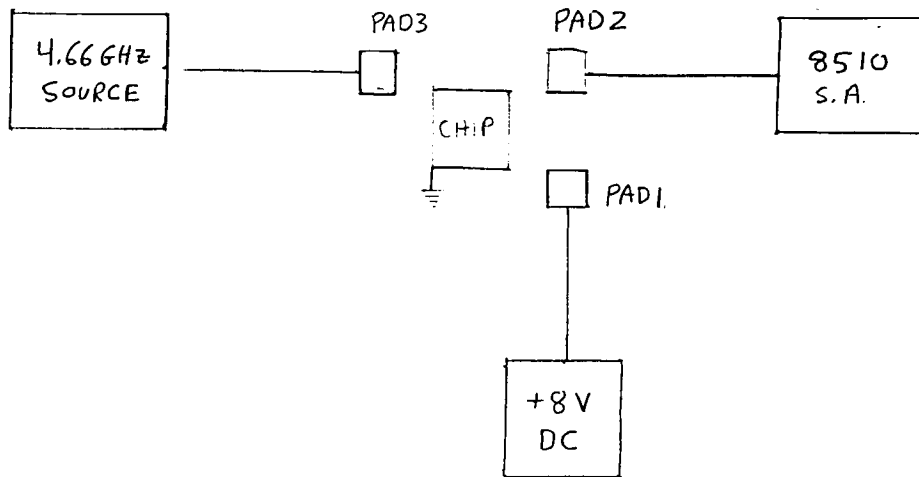 PAD3
PAD2
4.66 GHz
SOURCE
8510
S.A.
CHIP
PAD1.
+8 V
DC